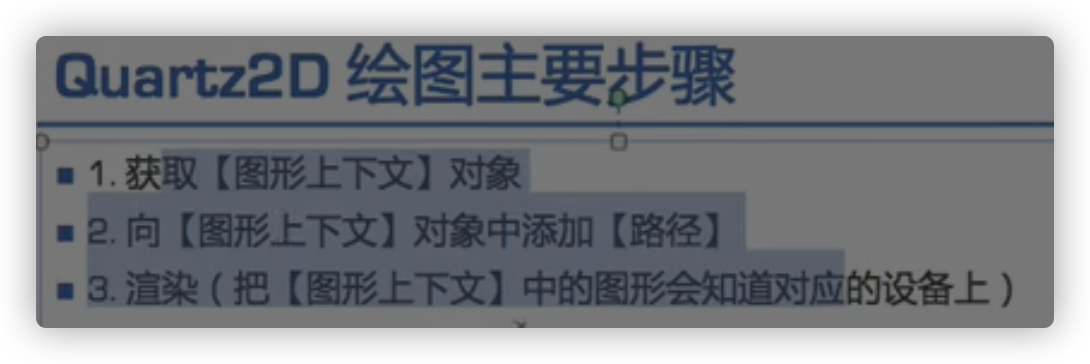 Quartz2D 绘图主要步骤
1. 获取【图形上下文】对象
2. 向【图形上下文】对象中添加【路径】
3. 渲染（把【图形上下文】中的图形会知道对应的设备上）